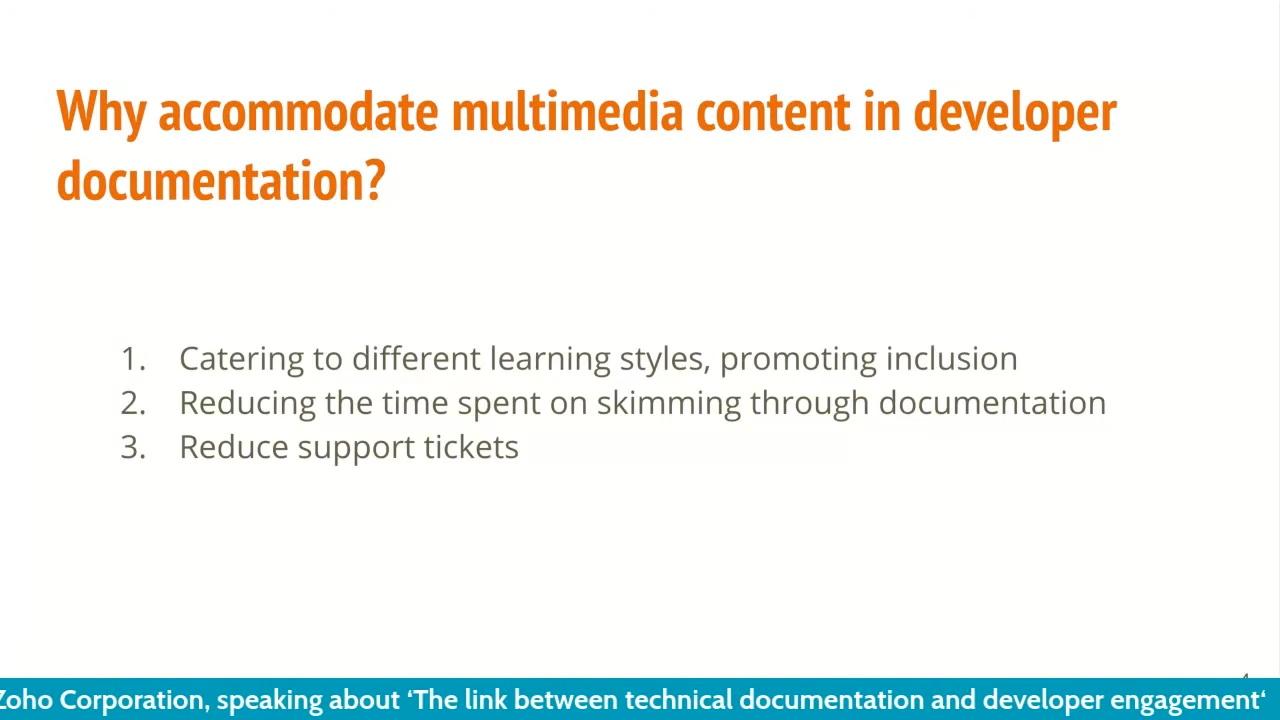 Why accommodate multimedia content in developer
documentation?
1. Catering to different learning styles, promoting inclusion
2. Reducing the time spent on skimming through documentation
3. Reduce support tickets
Zoho Corporation, speaking about ‘The link between technical documentation and developer engagement‘